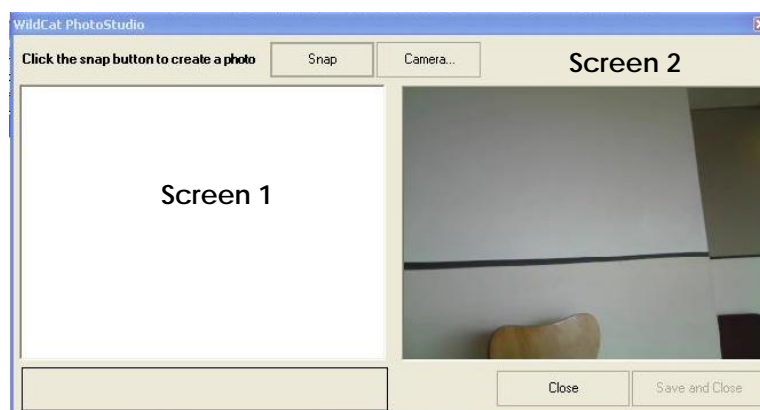 WildCat PhotoStudio
Click the snap button to create a photo
Snap
Camera...
Screen 2
Screen 1
Close
Save and Close